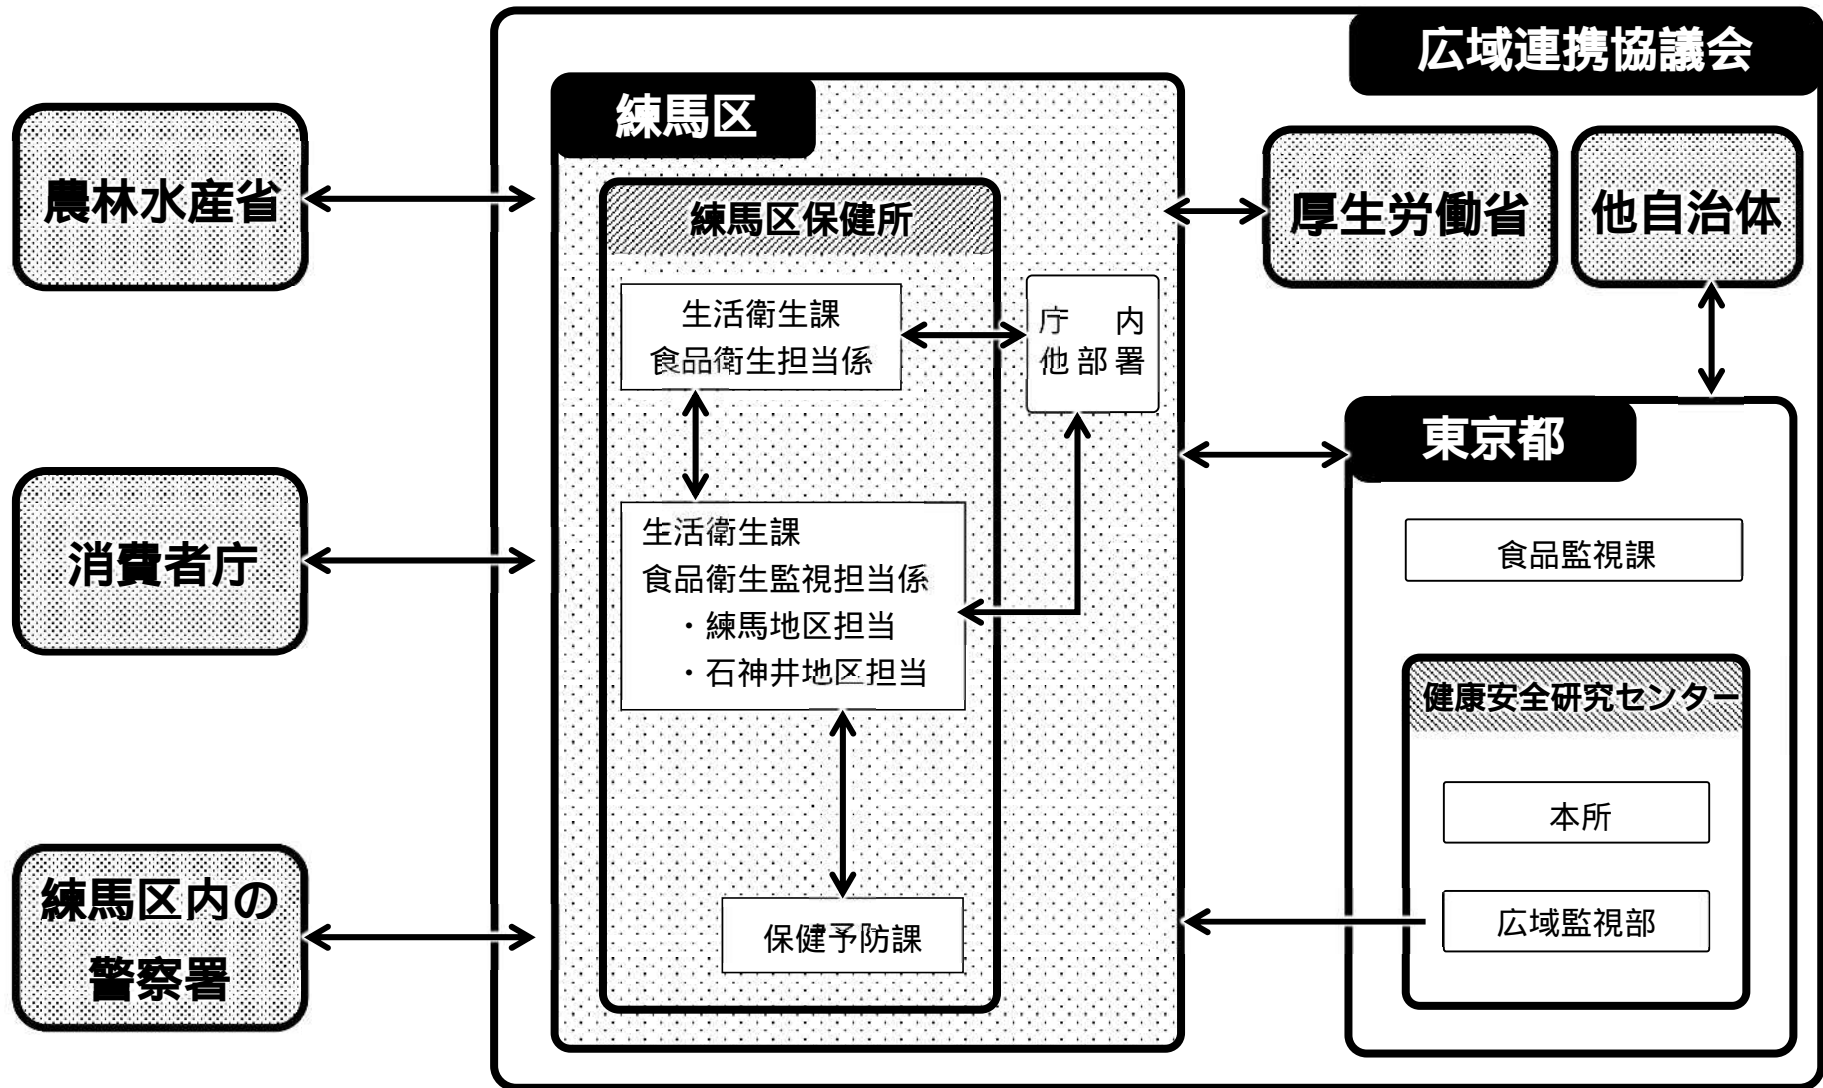 広域連携協議会
練馬区
農林水産省
練馬区保健所
厚生労働省
他自治体
生活衛生課
食品衛生担当係
庁 内
他部署
東京都
消費者庁
生活衛生課
食品衛生監視担当係
・練馬地区担当
・石神井地区担当
食品監視課
健康安全研究センター
本所
練馬区内の
警察署
保健予防課
広域監視部